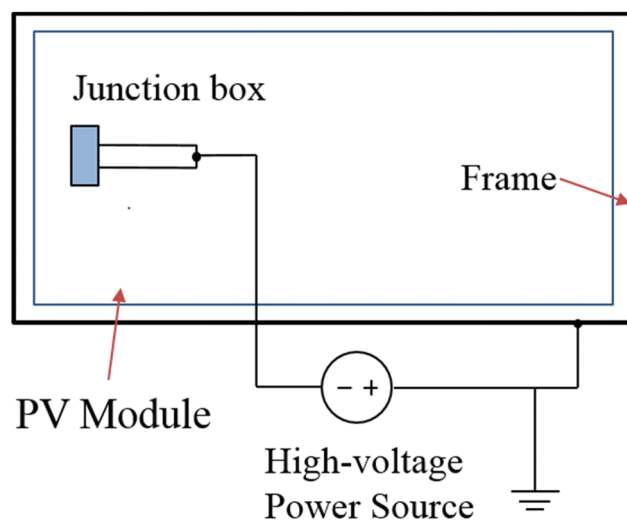 Junction box
Frame
PV Module
− +
High-voltage
Power Source